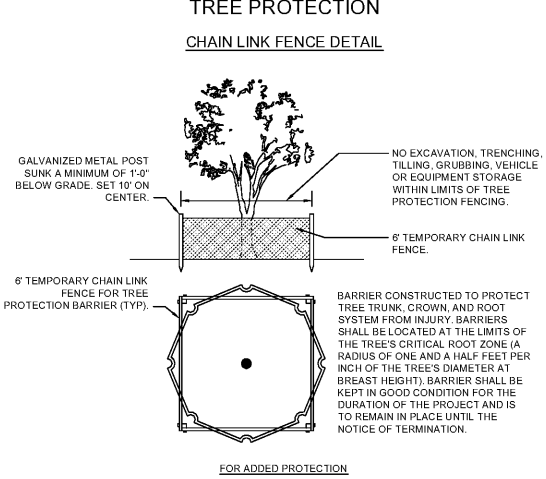 TREE PROTECTION
CHAIN LINK FENCE DETAIL
GALVANIZED METAL POST
SUNK A MINIMUM OF 1'-0"
BELOW GRADE. SET 10' ON
CENTER.
NO EXCAVATION, TRENCHING,
TILLING, GRUBBING, VEHICLE
OR EQUIPMENT STORAGE
WITHIN LIMITS OF TREE
PROTECTION FENCING.
6' TEMPORARY CHAIN LINK
FENCE.
6' TEMPORARY CHAIN LINK
FENCE FOR TREE
PROTECTION BARRIER (TYP).
BARRIER CONSTRUCTED TO PROTECT
TREE TRUNK, CROWN, AND ROOT
SYSTEM FROM INJURY. BARRIERS
SHALL BE LOCATED AT THE LIMITS OF
THE TREE'S CRITICAL ROOT ZONE (A
RADIUS OF ONE AND A HALF FEET PER
INCH OF THE TREE'S DIAMETER AT
BREAST HEIGHT). BARRIER SHALL BE
KEPT IN GOOD CONDITION FOR THE
DURATION OF THE PROJECT AND IS
TO REMAIN IN PLACE UNTIL THE
NOTICE OF TERMINATION.
FOR ADDED PROTECTION